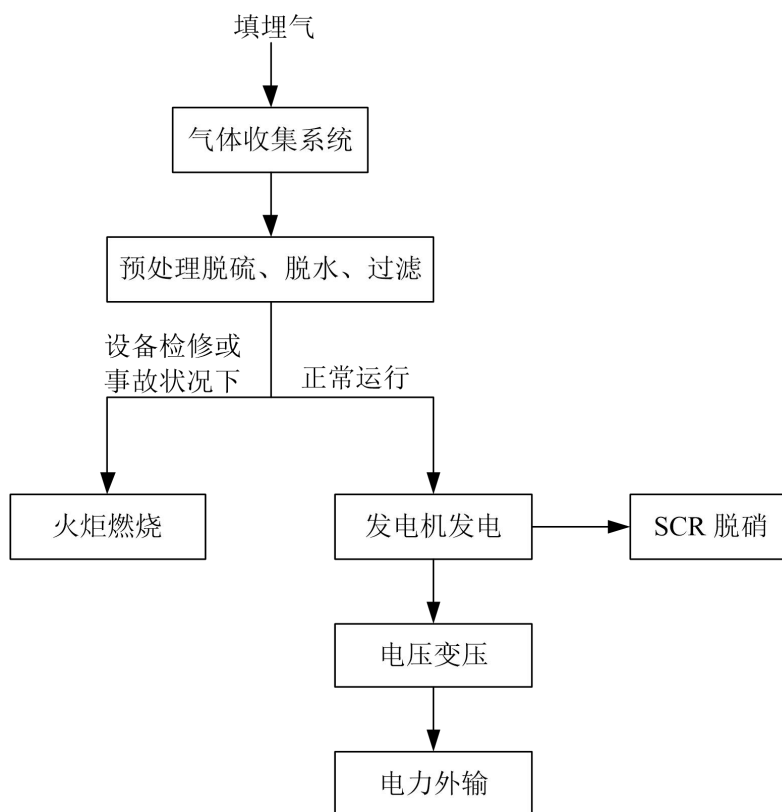 填埋气
气体收集系统
预处理脱硫、脱水、过滤
设备检修或
事故状况下
正常运行
火炬燃烧
发电机发电
SCR 脱硝
电压变压
电力外输